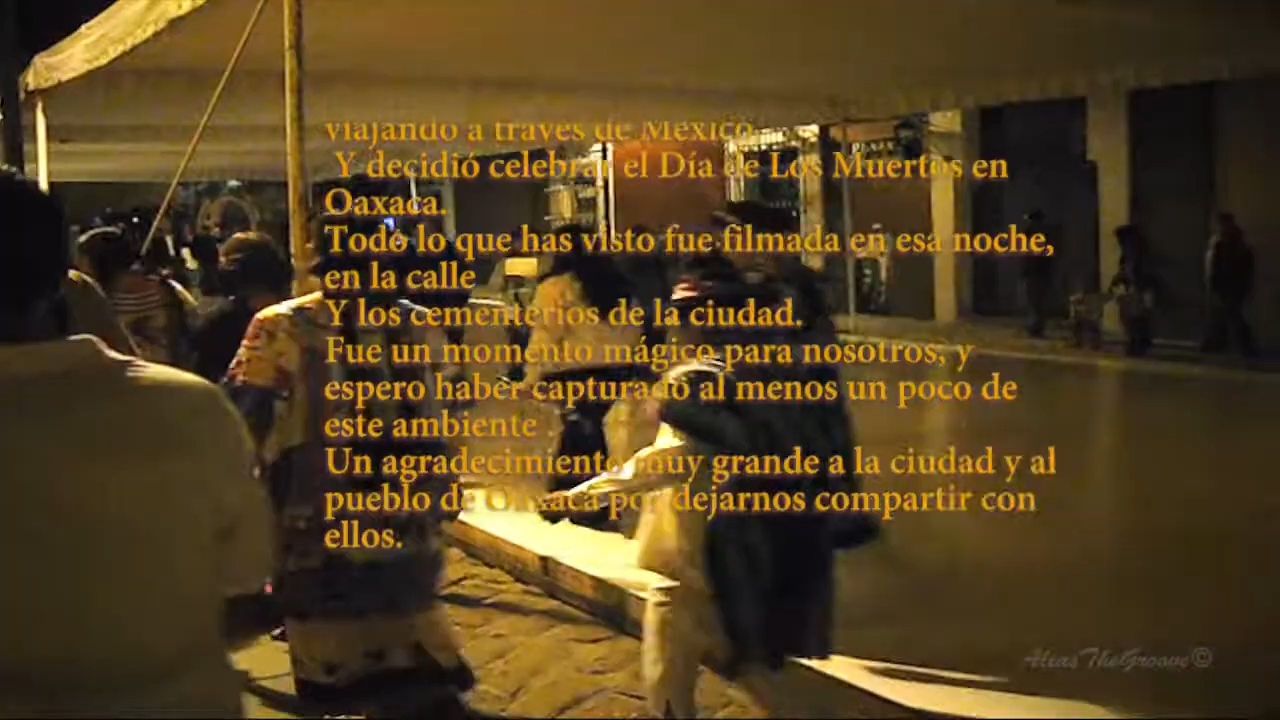 viajando a través de México.
Y decidió celebrar el Día de Los Muertos en
Oaxaca.
Todo lo que has visto fue filmada en esa noche,
en la calle
Y los cementerios de la ciudad.
Fue un momento mágico para nosotros, y
espero haber capturado al menos un poco de
este ambiente
Un agradecimiento muy grande a la ciudad y al
pueblo de Oaxaca por dejarnos compartir con
ellos.
AliasTheGroove©